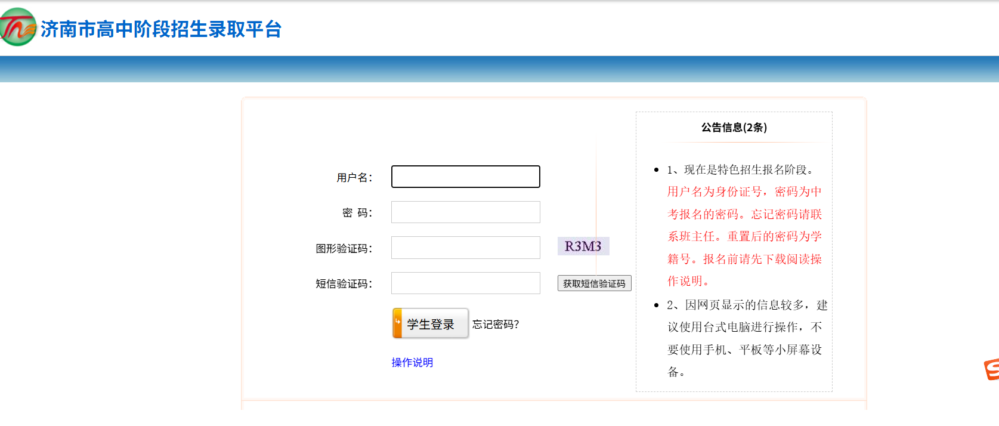 济南市高中阶段招生录取平台
用户名：
密 码：
图形验证码：
R3M3
短信验证码：
获取短信验证码
学生登录
忘记密码？
操作说明
公告信息(2条)
1、现在是特色招生报名阶段。
用户名为身份证号，密码为中
考报名的密码。忘记密码请联
系班主任。重置后的密码为学
籍号。报名前请先下载阅读操
作说明。
2、因网页显示的信息较多，建
议使用台式电脑进行操作，不
要使用手机、平板等小屏幕设
备。